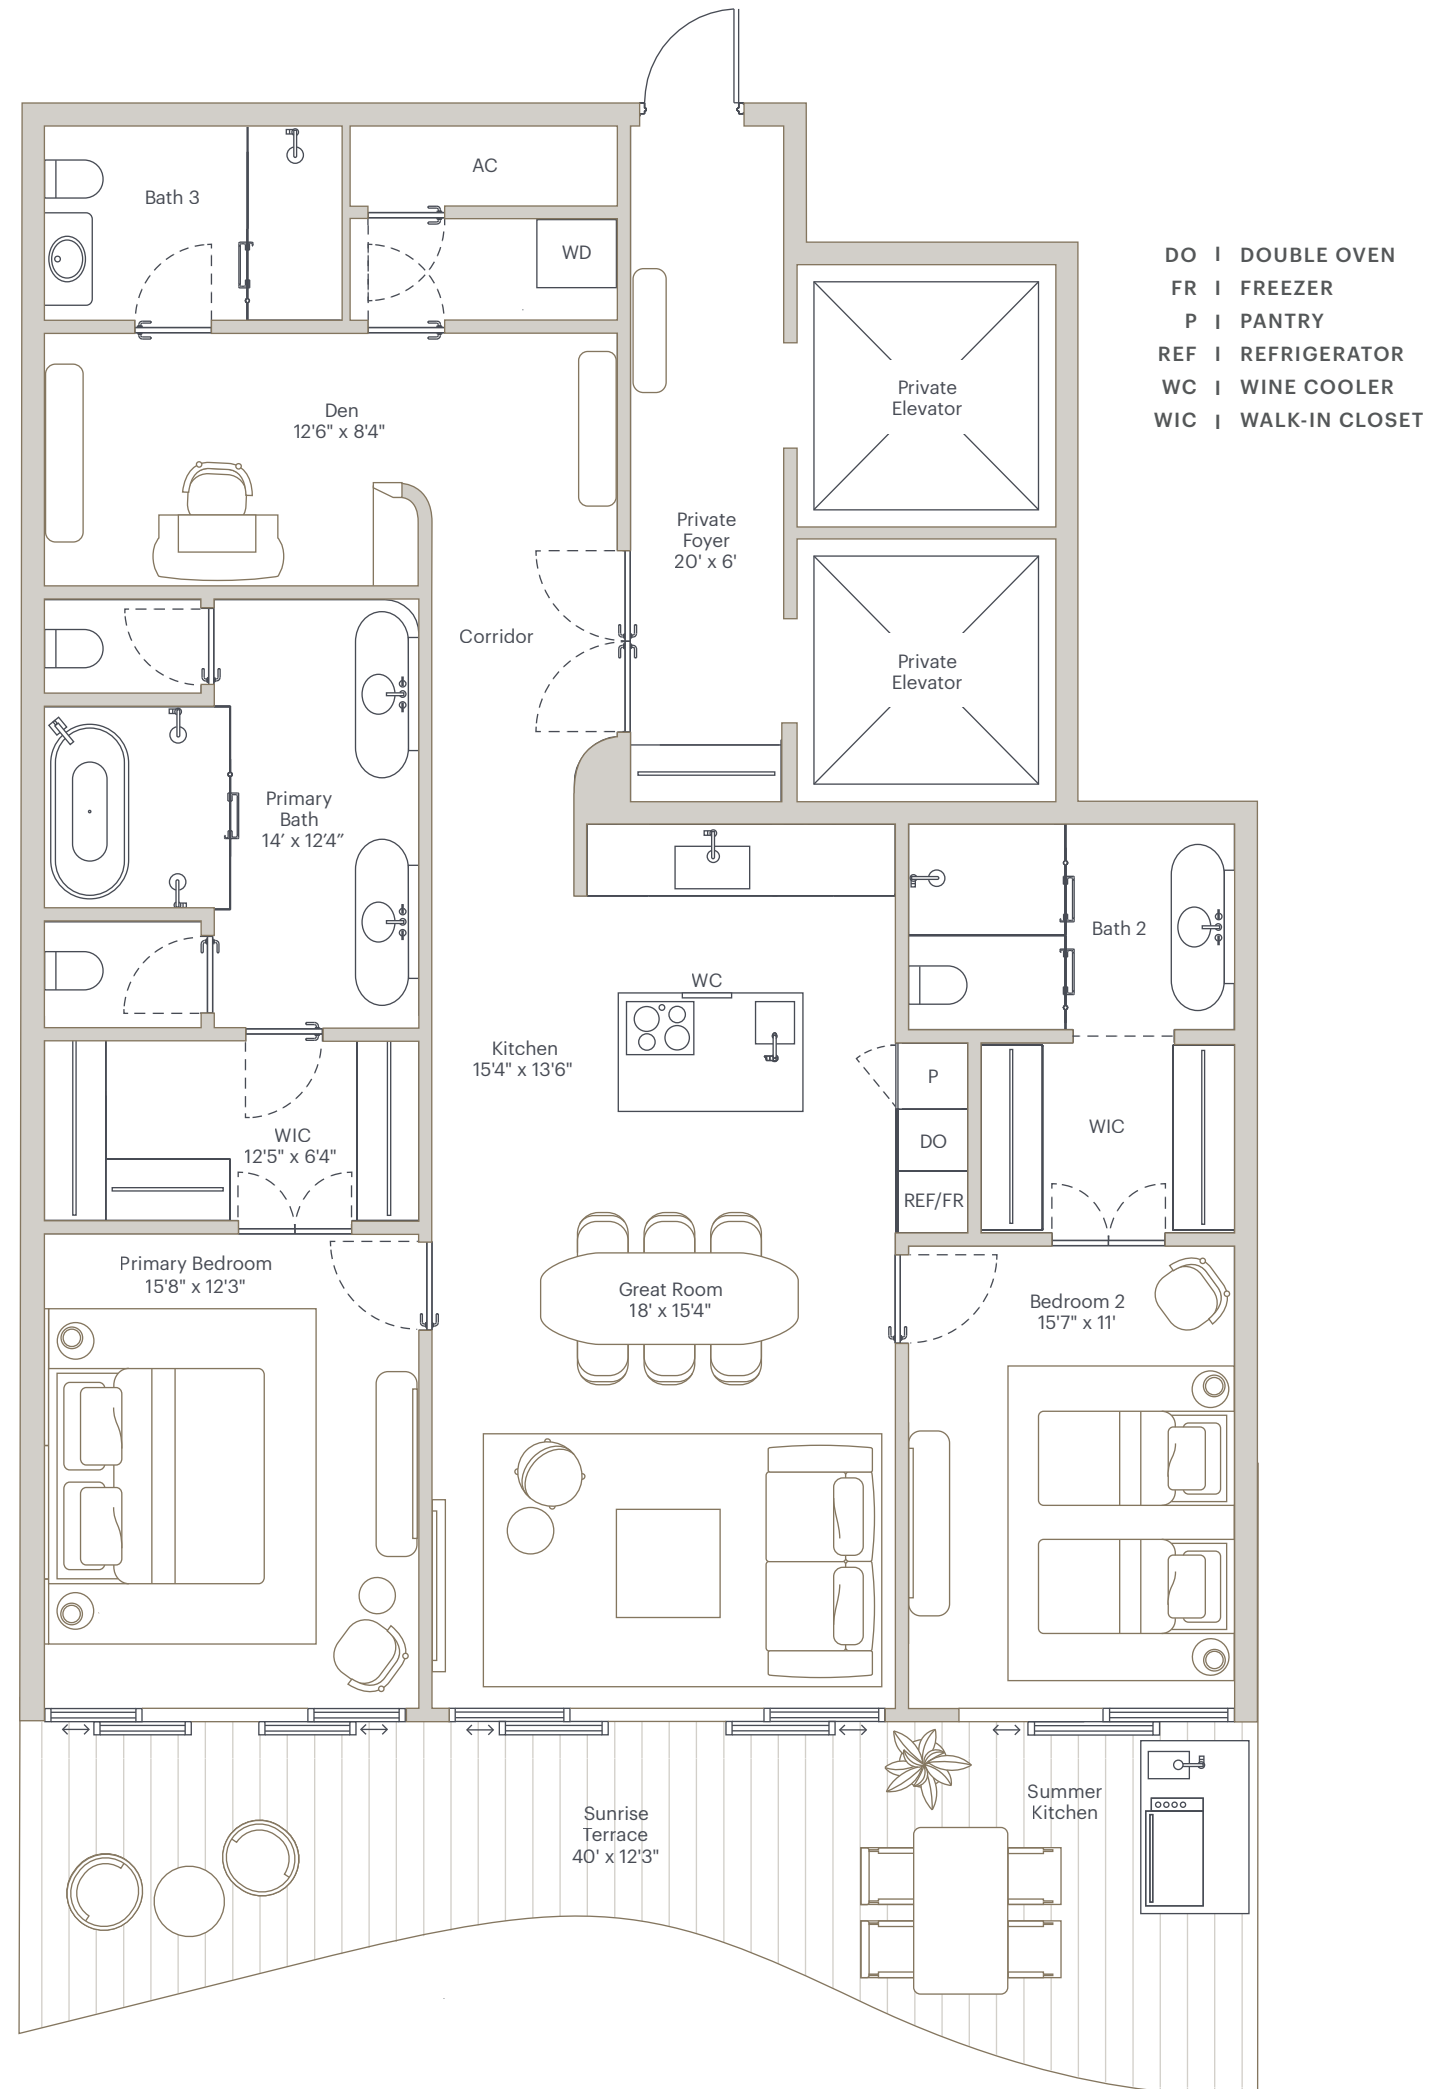 AC
Bath 3
WD
DO | DOUBLE OVEN
FR | FREEZER
P | PANTRY
REF | REFRIGERATOR
WC | WINE COOLER
WIC | WALK-IN CLOSET
Private
Elevator
Den
12'6" x 8'4"
Private
Foyer
20' x 6'
Corridor
Private
Elevator
Primary
Bath
14’ x 12’4”
Bath 2
WC
Kitchen
15'4" x 13'6"
P
DO
REF/FR
WIC
WIC
12'5" x 6'4"
Primary Bedroom
15'8" x 12'3"
Great Room
18' x 15'4"
Bedroom 2
15'7" x 11'
Summer
Kitchen
Sunrise
Terrace
40' x 12'3"